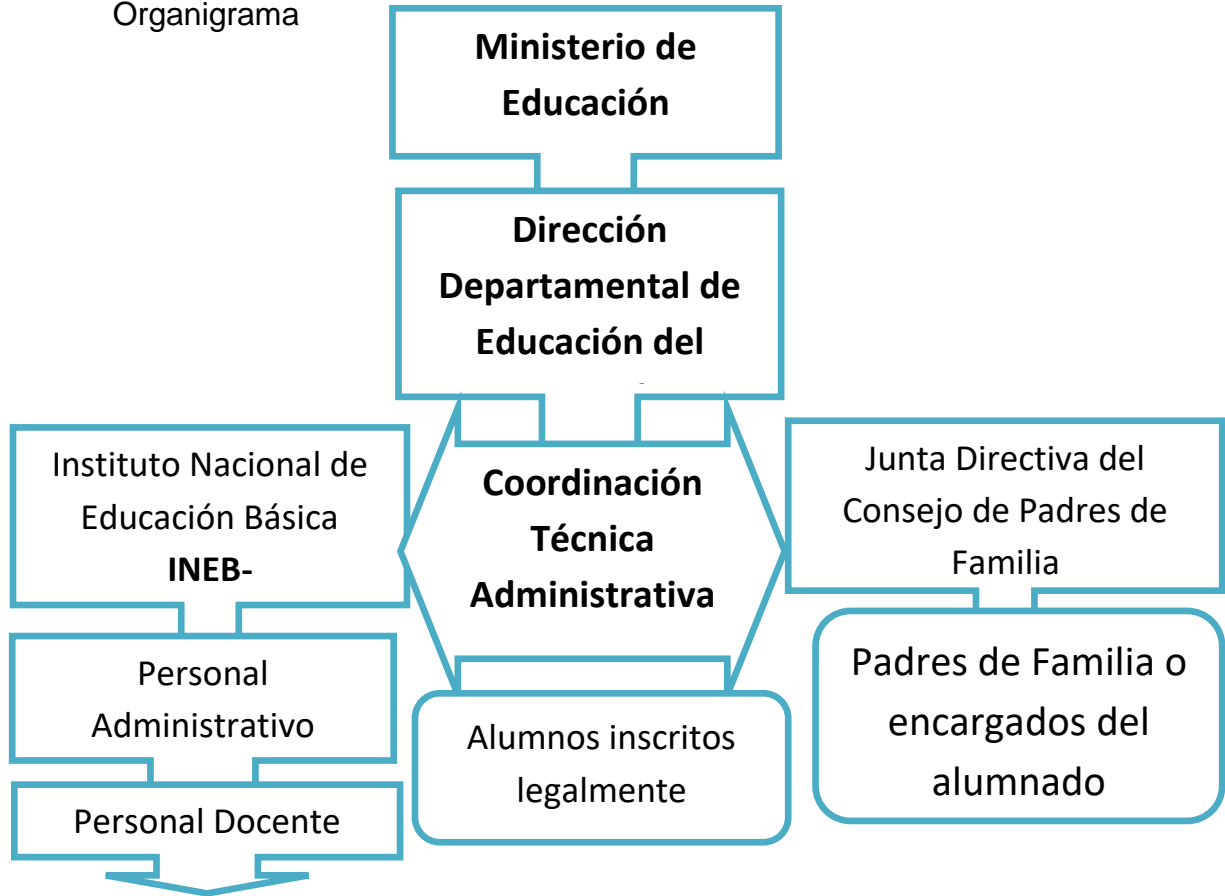 Organigrama
Ministerio de
Educación
Dirección
Departamental de
Educación del
Coordinación
Técnica
Administrativa
Instituto Nacional de
Educación Básica
INEB-
Personal
Administrativo
Personal Docente
Alumnos inscritos
legalmente
Junta Directiva del
Consejo de Padres de
Familia
Padres de Familia o
encargados del
alumnado